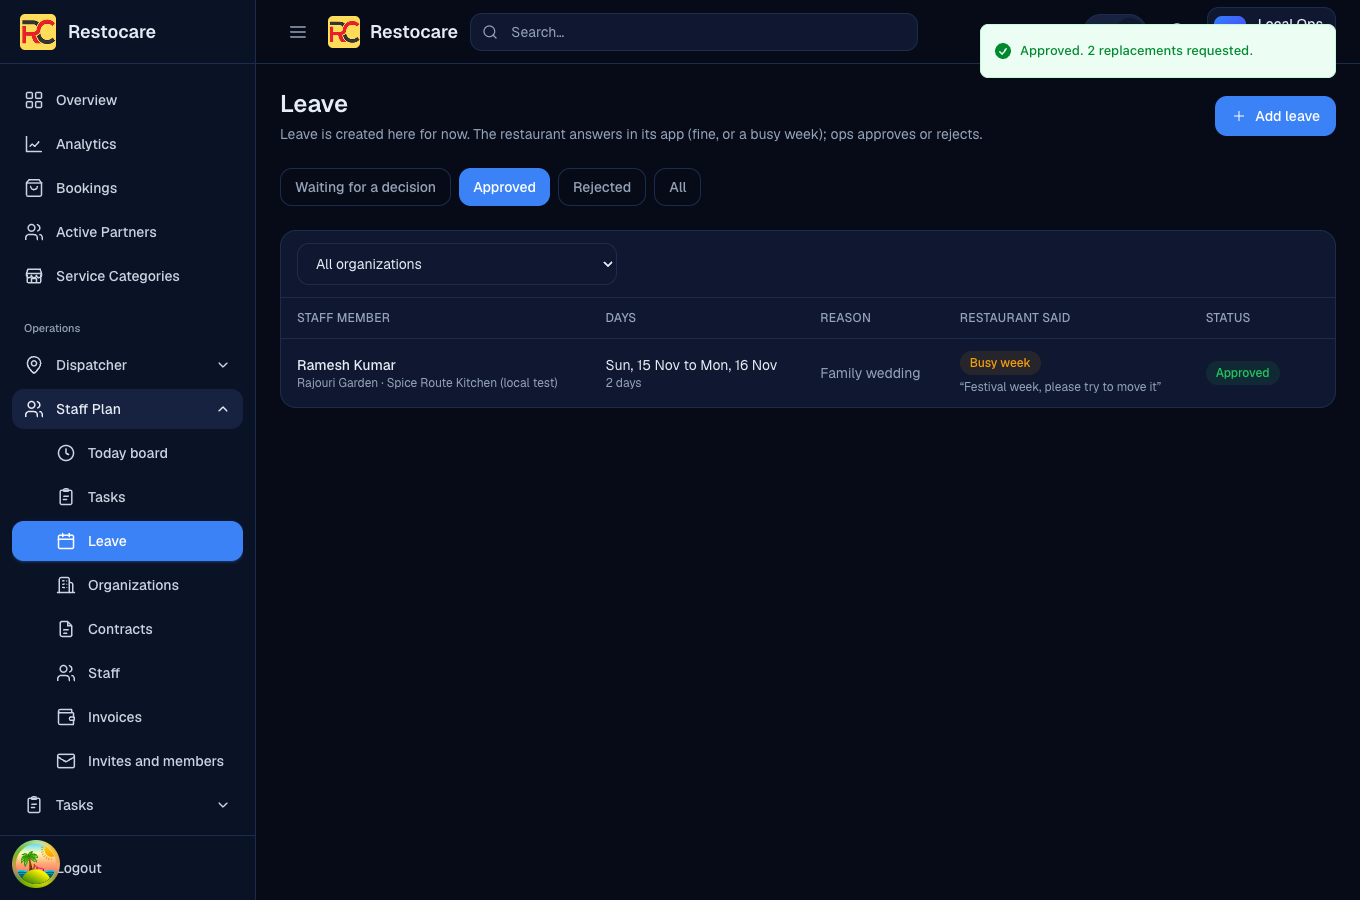 Restocare
Restocare
Search...
Local Ops
Approved. 2 replacements requested.
Overview
Analytics
Bookings
Active Partners
Service Categories
Operations
Dispatcher
Staff Plan
Today board
Tasks
Leave
Organizations
Contracts
Staff
Invoices
Invites and members
Tasks
Logout
Leave
Leave is created here for now. The restaurant answers in its app (fine, or a busy week); ops approves or rejects.
Add leave
Waiting for a decision
Approved
Rejected
All
All organizations
STAFF MEMBER
DAYS
REASON
RESTAURANT SAID
STATUS
Ramesh Kumar
Rajouri Garden · Spice Route Kitchen (local test)
Sun, 15 Nov to Mon, 16 Nov
2 days
Family wedding
Busy week
“Festival week, please try to move it”
Approved